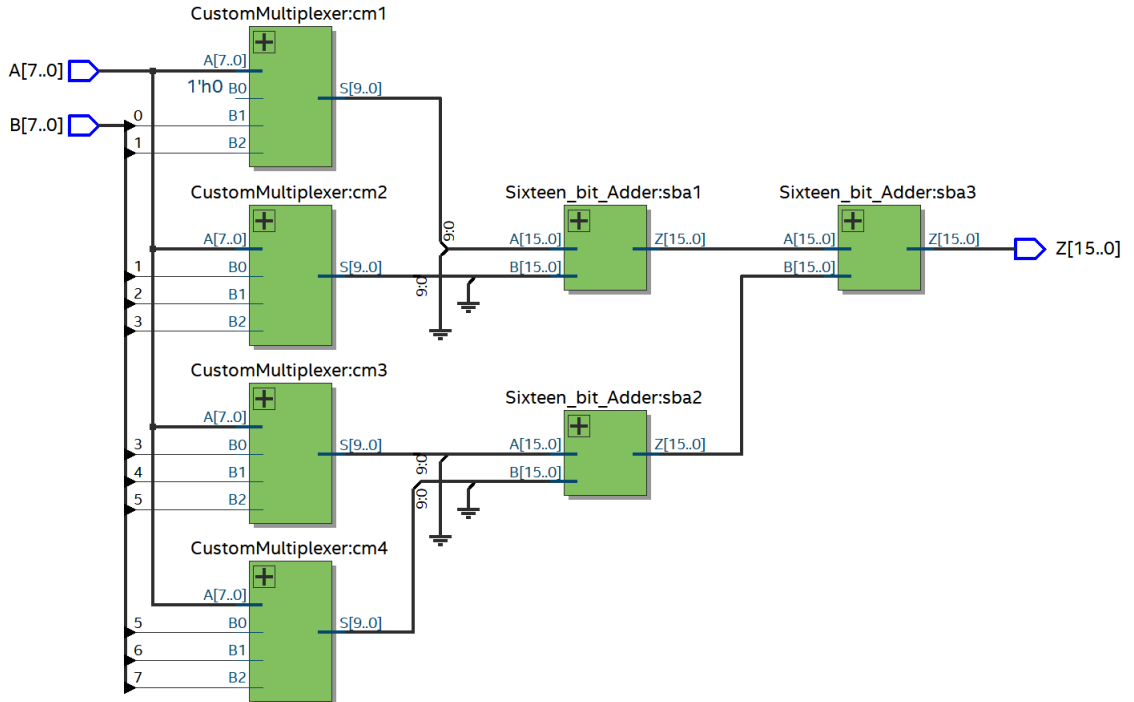 CustomMultiplexer:cm1
A[7..0]
A[7..0]
1'h0 B0
S[9..0]
B[7..0]
0
B1
1
B2
CustomMultiplexer:cm2
Sixteen_bit_Adder:sba1
Sixteen_bit_Adder:sba3
A[7..0]
9:0
A[15..0]
Z[15..0]
A[15..0]
Z[15..0]
Z[15..0]
1
B0
S[9..0]
9:0
B[15..0]
B[15..0]
2
B1
3
B2
CustomMultiplexer:cm3
Sixteen_bit_Adder:sba2
A[7..0]
3
B0
S[9..0]
9:0
A[15..0]
Z[15..0]
4
B1
9:0
B[15..0]
5
B2
CustomMultiplexer:cm4
A[7..0]
5
B0
S[9..0]
6
B1
7
B2